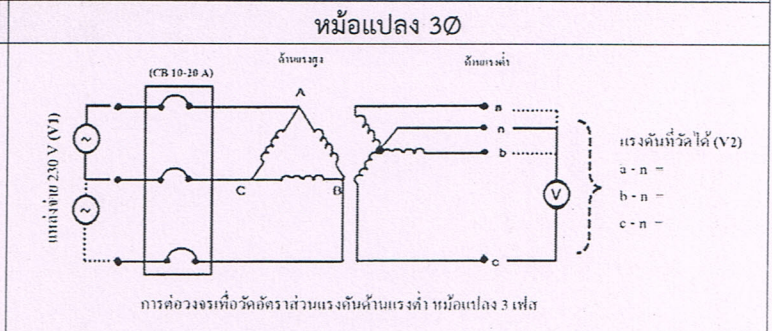 หม้อแปลง 3Ø
ด้านแรงสูง
ด้านแรงต่ำ
(CB 10-20 A)
A
C
B
แหล่งจ่าย 230 V (V1)
~
~
a
n
b
c
V
แรงดันที่วัดได้ (V2)
a - n =
b - n =
c - n =
การต่อวงจรเพื่อวัดอัตราส่วนแรงดันด้านแรงต่ำ หม้อแปลง 3 เฟส